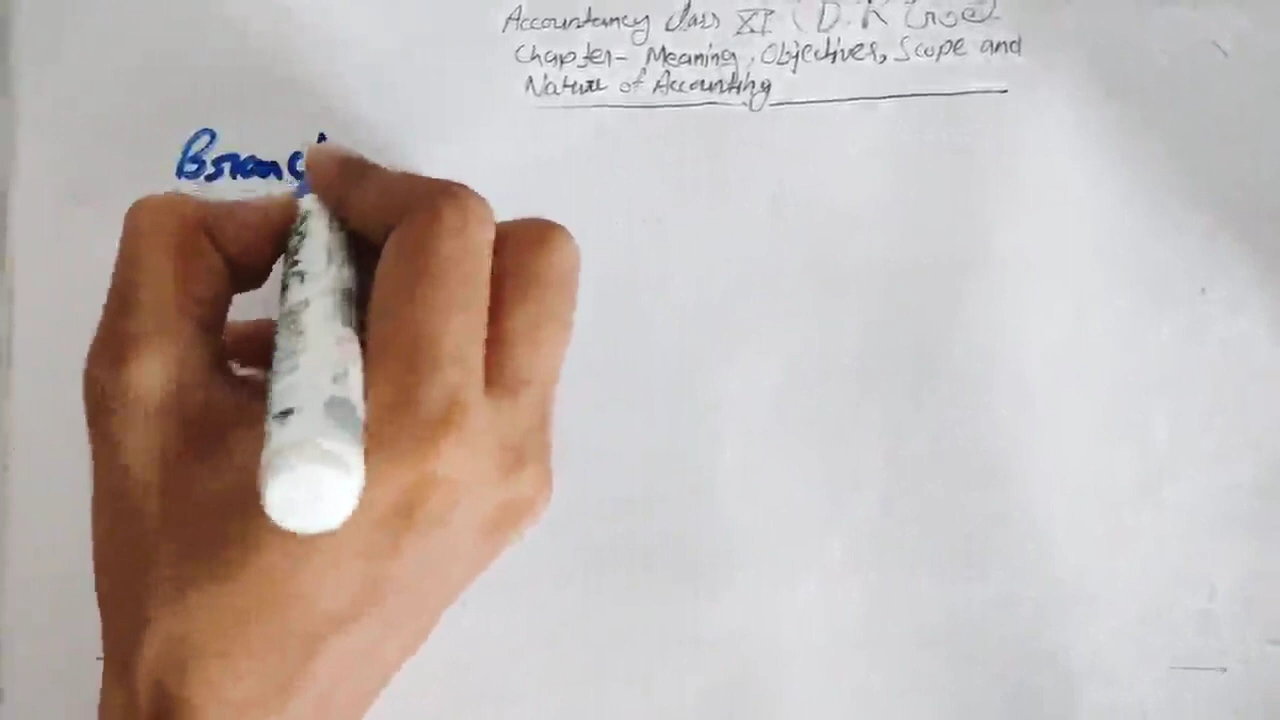 Accountancy class XI (D.K Goel).
Chapter- Meaning, Objectives, Scope and
Nature of Accounting
Branc